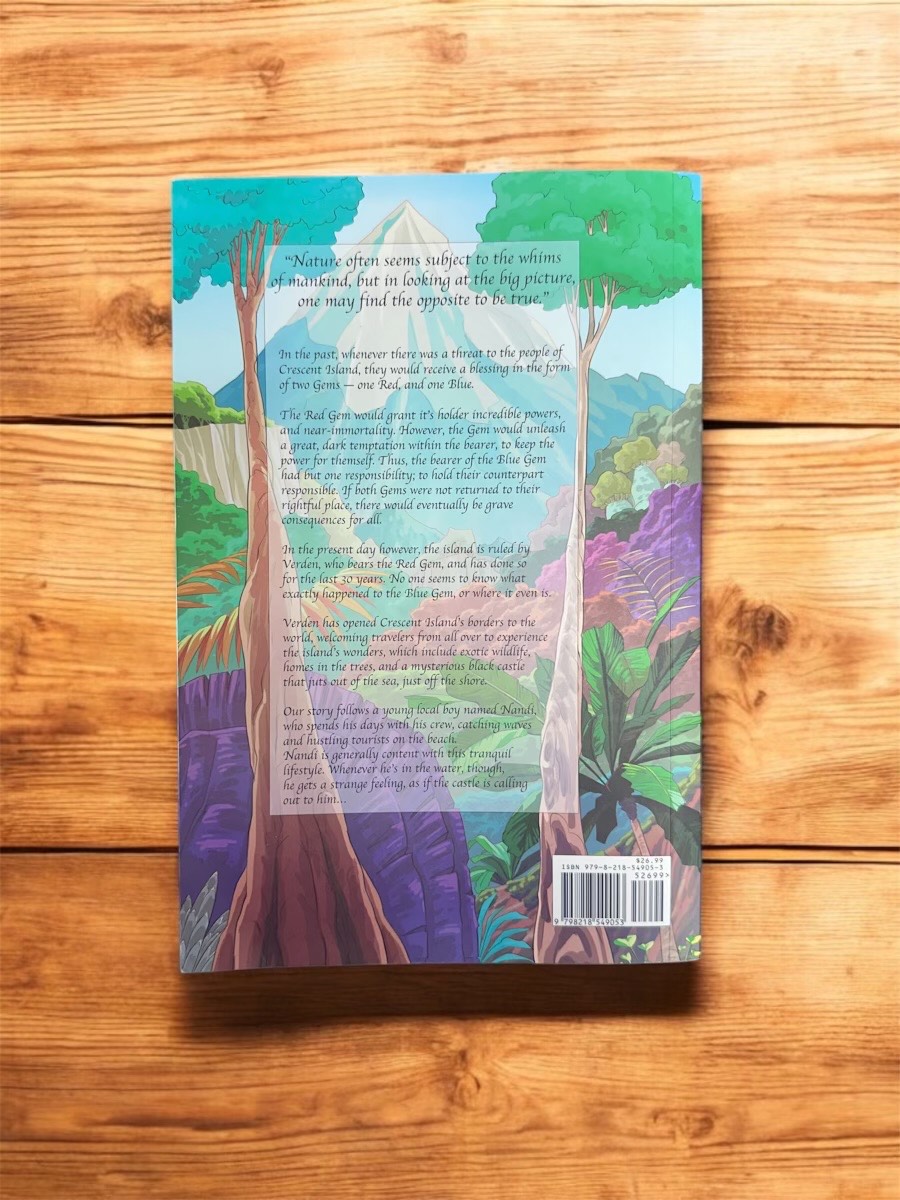 “Nature often seems subject to the whims
of mankind, but in looking at the big picture,
one may find the opposite to be true.”
In the past, whenever there was a threat to the people of
Crescent Island, they would receive a blessing in the form
of two Gems — one Red, and one Blue.
The Red Gem would grant it's holder incredible powers,
and near-immortality. However, the Gem would unleash
a great, dark temptation within the bearer, to keep the
power for themself. Thus, the bearer of the Blue Gem
had but one responsibility; to hold their counterpart
responsible. If both Gems were not returned to their
rightful place, there would eventually be grave
consequences for all.
In the present day however, the island is ruled by
Verden, who bears the Red Gem, and has done so
for the last 30 years. No one seems to know what
exactly happened to the Blue Gem, or where it even is.
Verden has opened Crescent Island's borders to the
world, welcoming travelers from all over to experience
the island's wonders, which include exotic wildlife,
homes in the trees, and a mysterious black castle
that juts out of the sea, just off the shore.
Our story follows a young local boy named Nandi,
who spends his days with his crew, catching waves
and hustling tourists on the beach.
Nandi is generally content with this tranquil
lifestyle. Whenever he's in the water, though,
he gets a strange feeling, as if the castle is calling
out to him...
$26.99
ISBN 979-8-218-54905-3
52699>
9 798218 549053